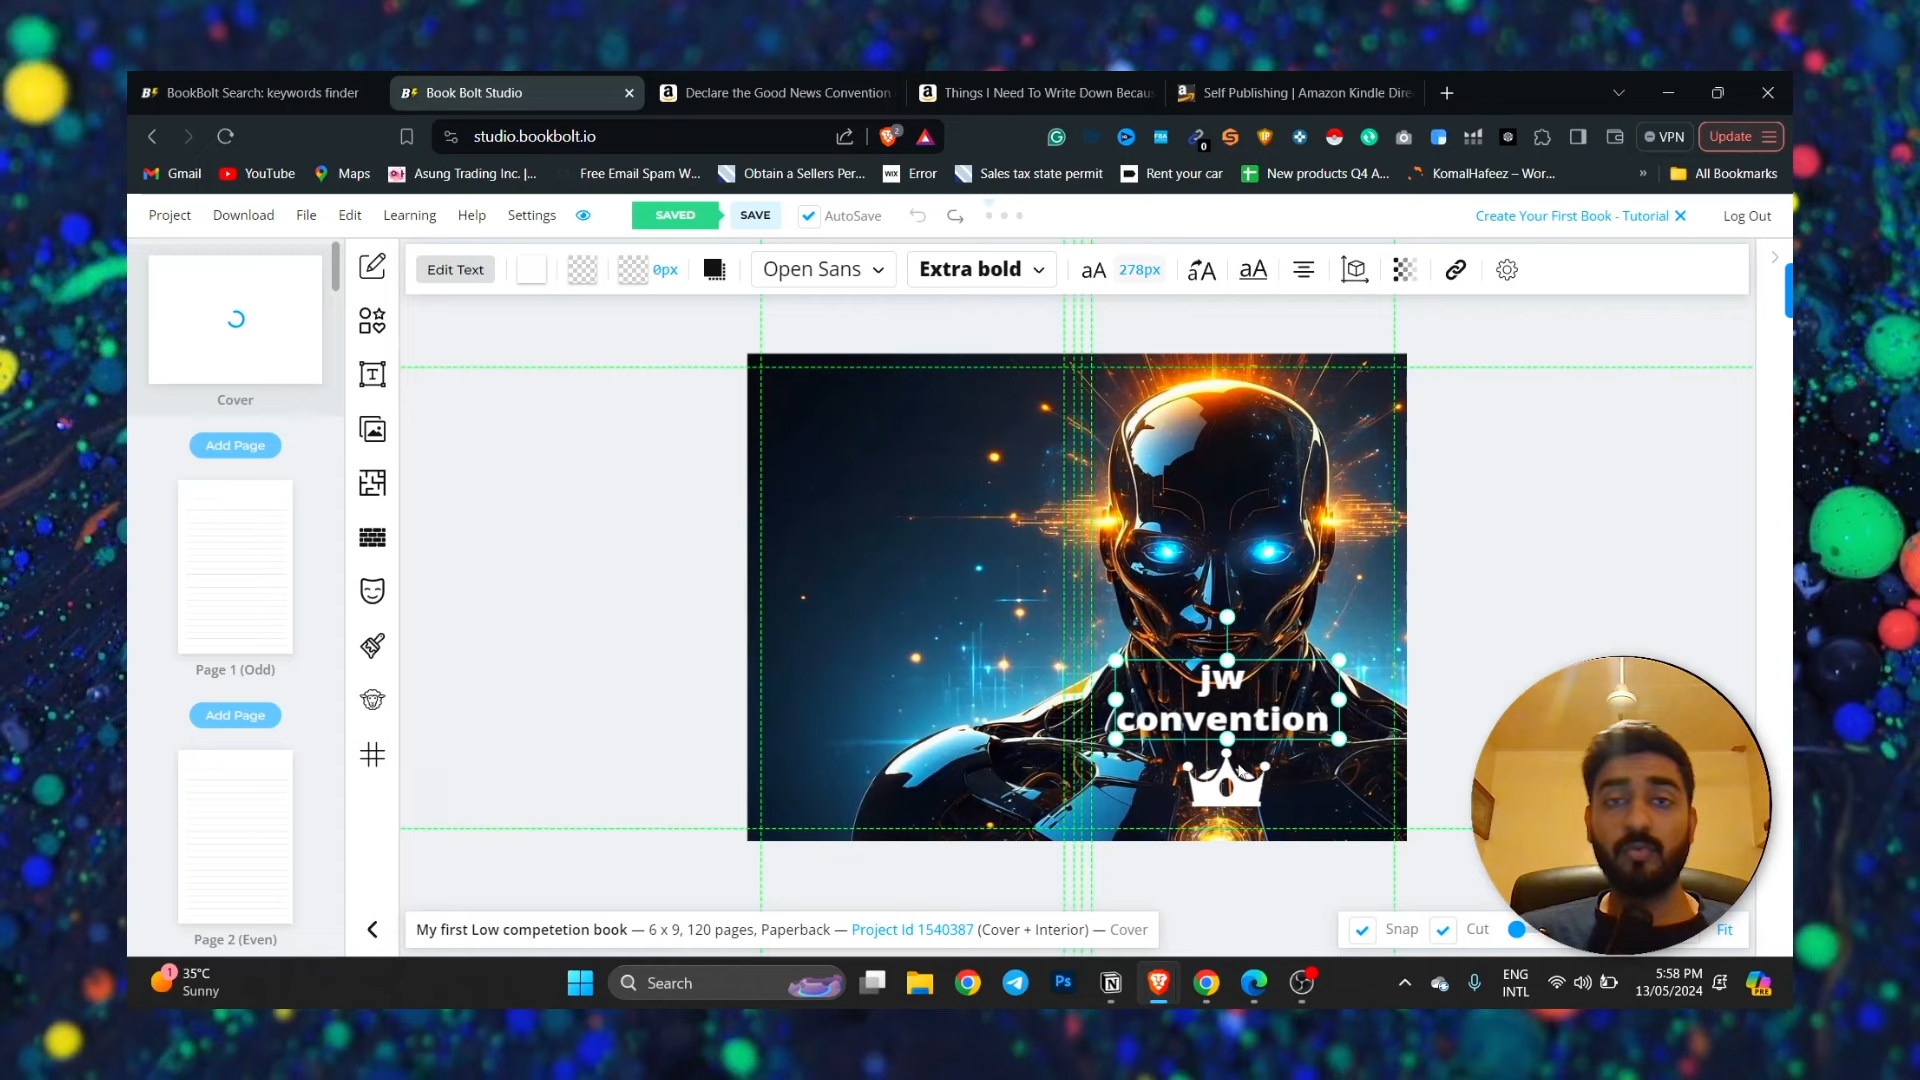 BookBolt Search: keywords finder
Book Bolt Studio
Declare the Good News Convention
Things I Need To Write Down Becau
Self Publishing | Amazon Kindle Dire
studio.bookbolt.io
2
0
VPN
Update
Gmail
YouTube
Maps
Asung Trading Inc. |...
Free Email Spam W...
Obtain a Sellers Per...
WIX
Error
Sales tax state permit
Rent your car
New products Q4 A...
KomalHafeez – Wor...
»
All Bookmarks
Project
Download
File
Edit
Learning
Help
Settings
SAVED
SAVE
AutoSave
Create Your First Book - Tutorial
Log Out
Edit Text
0px
Open Sans
Extra bold
aA
278px
aA
Cover
Add Page
Page 1 (Odd)
Add Page
Page 2 (Even)
jw
convention
My first Low competetion book — 6 x 9, 120 pages, Paperback — Project Id 1540387 (Cover + Interior) — Cover
Snap
Cut
Fit
1
35°C
Sunny
Search
Ps
ENG
INTL
5:58 PM
13/05/2024
PRE